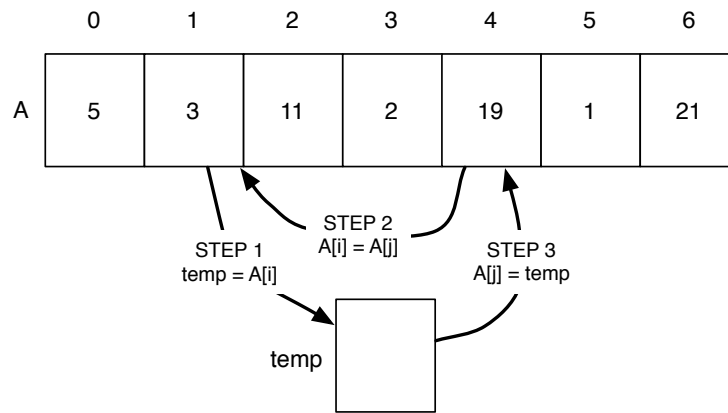 0 1 2 3 4 5 6
A 5 3 11 2 19 1 21
STEP 2
A[i] = A[j]
STEP 1
temp = A[i]
STEP 3
A[j] = temp
temp